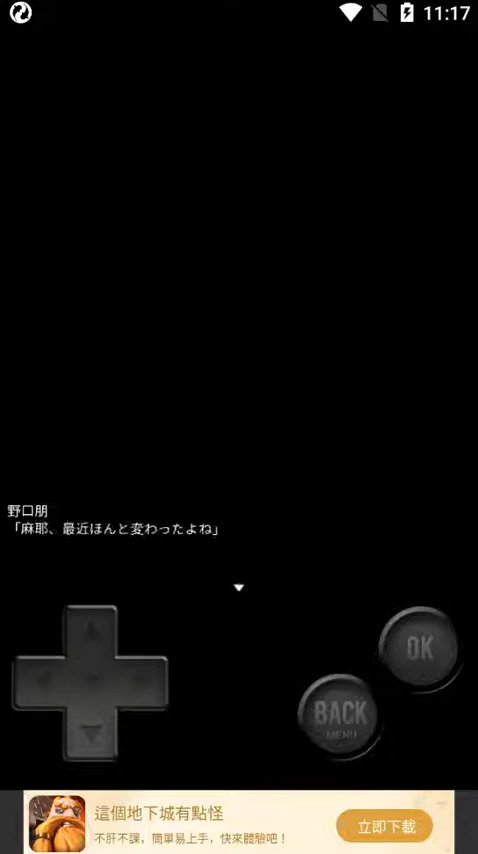 11:17
野口朋
「麻耶、最近ほんと変わったよね」
OK
BACK
MENU
這個地下城有點怪
不肝不課，簡單易上手，快來體驗吧！
立即下載